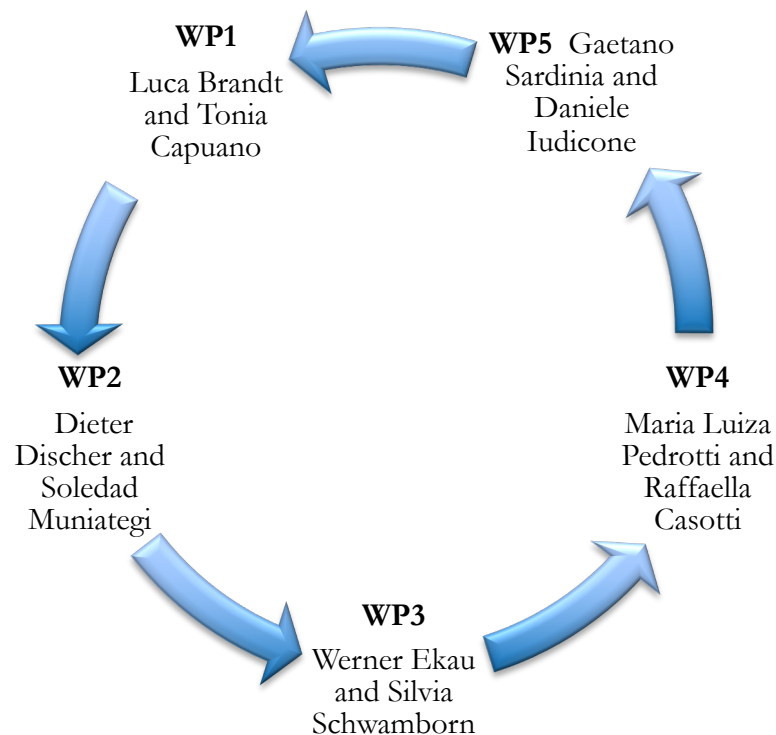 WP1
Luca Brandt
and Tonia
Capuano
WP2
Dieter
Discher and
Soledad
Muniategi
WP3
Werner Ekau
and Silvia
Schwamborn
WP4
Maria Luiza
Pedrotti and
Raffaella
Casotti
WP5 Gaetano
Sardinia and
Daniele
Iudicone